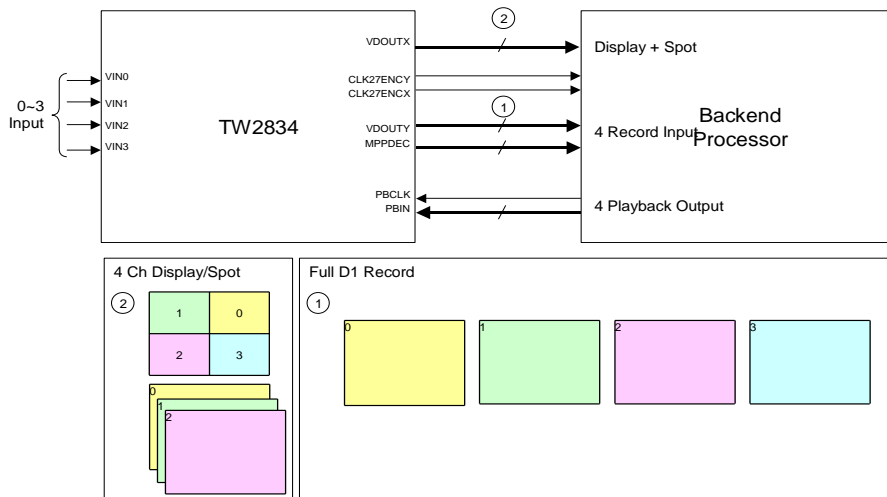 2
VDOUTX
Display + Spot
VIN0
CLK27ENCY
CLK27ENCX
0~3
Input
VIN1
TW2834
1
Backend
Processor
VIN2
VDOUTY
4 Record Input
VIN3
MPPDEC
PBCLK
PBIN
4 Playback Output
4 Ch Display/Spot
2
1
0
2
3
0
1
2
Full D1 Record
1
0
1
2
3